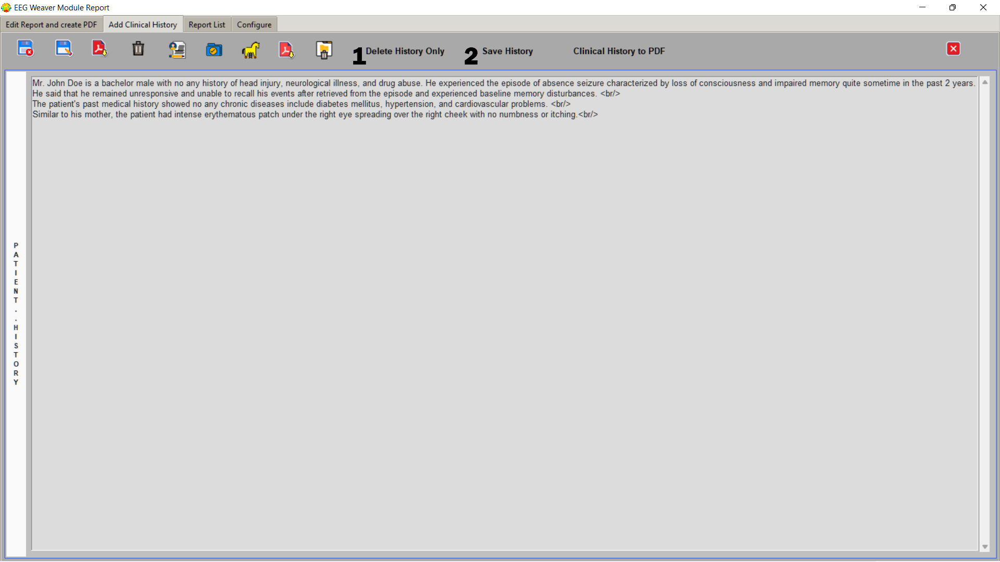 EEG Weaver Module Report
Edit Report and create PDF Add Clinical History Report List Configure
1 Delete History Only 2 Save History Clinical History to PDF
Mr. John Doe is a bachelor male with no any history of head injury, neurological illness, and drug abuse. He experienced the episode of absence seizure characterized by loss of consciousness and impaired memory quite sometime in the past 2 years.
He said that he remained unresponsive and unable to recall his events after retrieved from the episode and experienced baseline memory disturbances. <br/>
The patient's past medical history showed no any chronic diseases include diabetes mellitus, hypertension, and cardiovascular problems. <br/>
Similar to his mother, the patient had intense erythematous patch under the right eye spreading over the right cheek with no numbness or itching.<br/>
P
A
T
I
E
N
T
.
.
H
I
S
T
O
R
Y